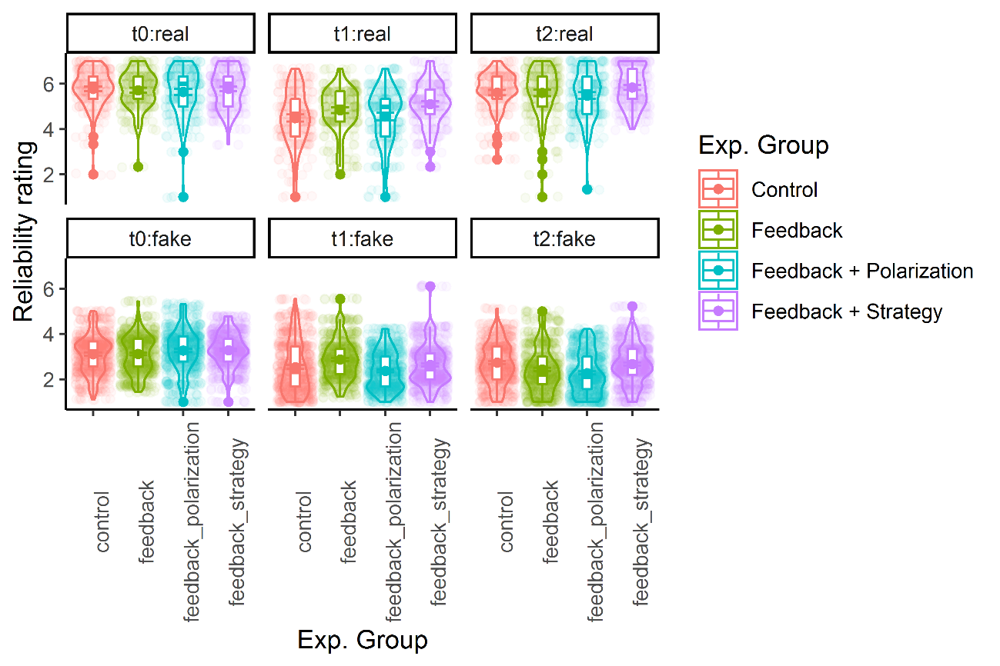 t0:real
t1:real
t2:real
6
4
2
t0:fake
t1:fake
t2:fake
6
4
2
Reliability rating
control
feedback
feedback_polarization
feedback_strategy
control
feedback
feedback_polarization
feedback_strategy
control
feedback
feedback_polarization
feedback_strategy
Exp. Group
Exp. Group
Control
Feedback
Feedback + Polarization
Feedback + Strategy